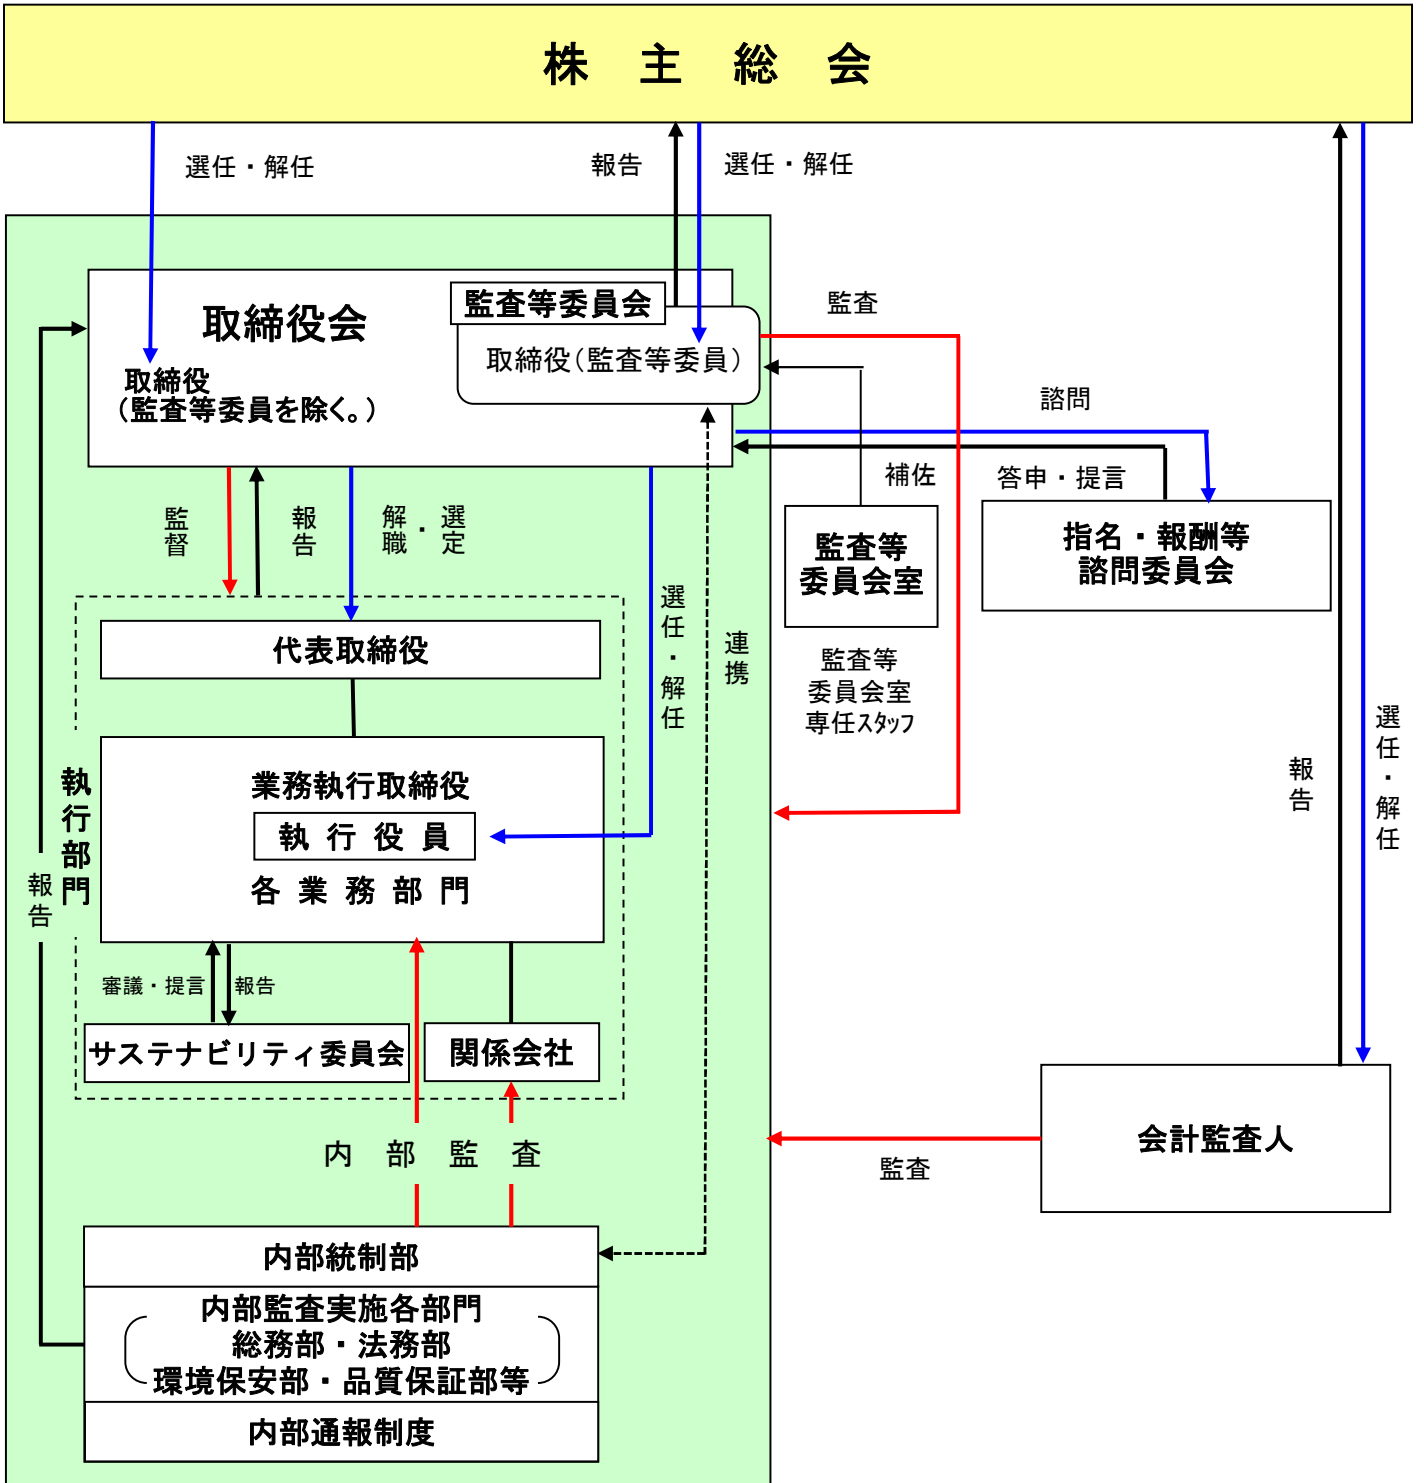 株 主 総 会
選任・解任
報告
選任・解任
取締役会
監査等委員会
取締役(監査等委員)
取締役
(監査等委員を除く。)
監査
諮問
補佐
答申・提言
監督
報告
解職・選定
監査等
委員会室
指名・報酬等
諮問委員会
選任・解任
連携
代表取締役
監査等
委員会室
専任スタッフ
選任・解任
報告
執行部門
業務執行取締役
執 行 役 員
各 業 務 部 門
報告
審議・提言
報告
サステナビリティ委員会
関係会社
内 部 監 査
会計監査人
監査
内部統制部
内部監査実施各部門
総務部・法務部
環境保安部・品質保証部等
内部通報制度